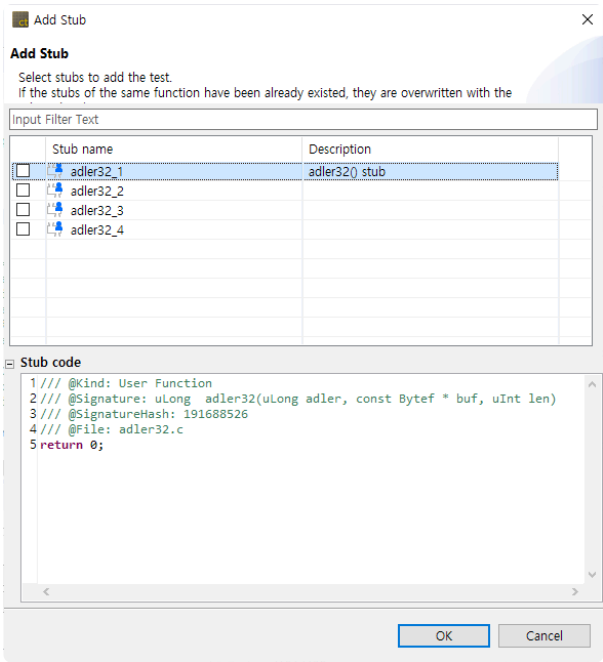 ct Add Stub
Add Stub
Select stubs to add the test.
If the stubs of the same function have been already existed, they are overwritten with the
Input Filter Text
Stub name Description
adler32_1 adler32() stub
adler32_2
adler32_3
adler32_4
Stub code
1 /// @Kind: User Function
2 /// @Signature: uLong  adler32(uLong adler, const Bytef * buf, uInt len)
3 /// @SignatureHash: 191688526
4 /// @File: adler32.c
5 return 0;
OK Cancel